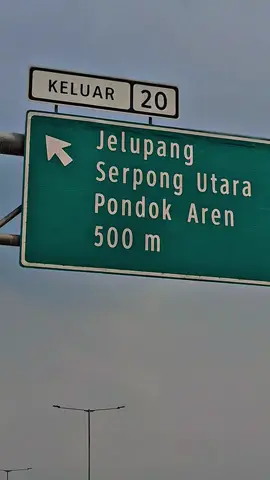 KELUAR 20
Jelupang
Serpong Utara
Pondok Aren
500 m